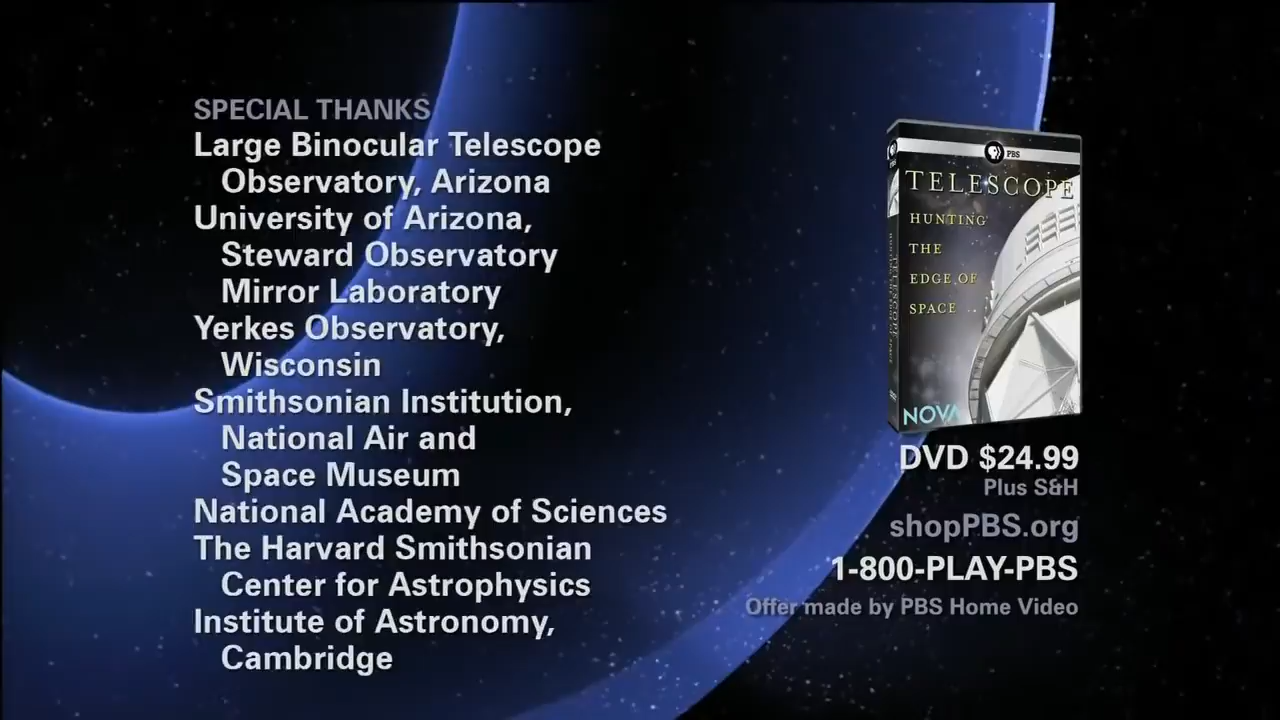 SPECIAL THANKS
Large Binocular Telescope
Observatory, Arizona
University of Arizona,
Steward Observatory
Mirror Laboratory
Yerkes Observatory,
Wisconsin
Smithsonian Institution,
National Air and
Space Museum
National Academy of Sciences
The Harvard Smithsonian
Center for Astrophysics
Institute of Astronomy,
Cambridge
PBS
TELESCOPE
HUNTING
THE
EDGE OF
SPACE
NOVA
DVD $24.99
Plus S&H
shopPBS.org
1-800-PLAY-PBS
Offer made by PBS Home Video